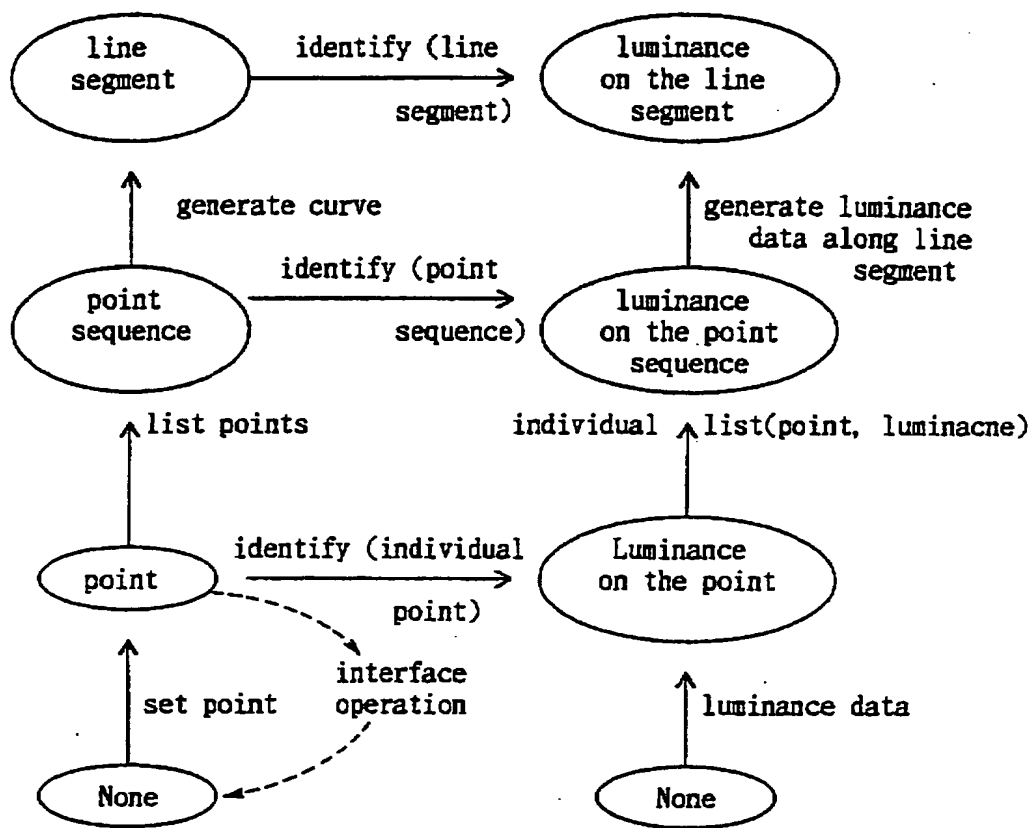 line
segment
identify (line
segment)
luminance
on the line
segment
generate curve
generate luminance
data along line
segment
point
sequence
identify (point
sequence)
luminance
on the point
sequence
list points
individual list(point, luminacne)
point
identify (individual
point)
Luminance
on the point
interface
operation
set point
luminance data
None
None